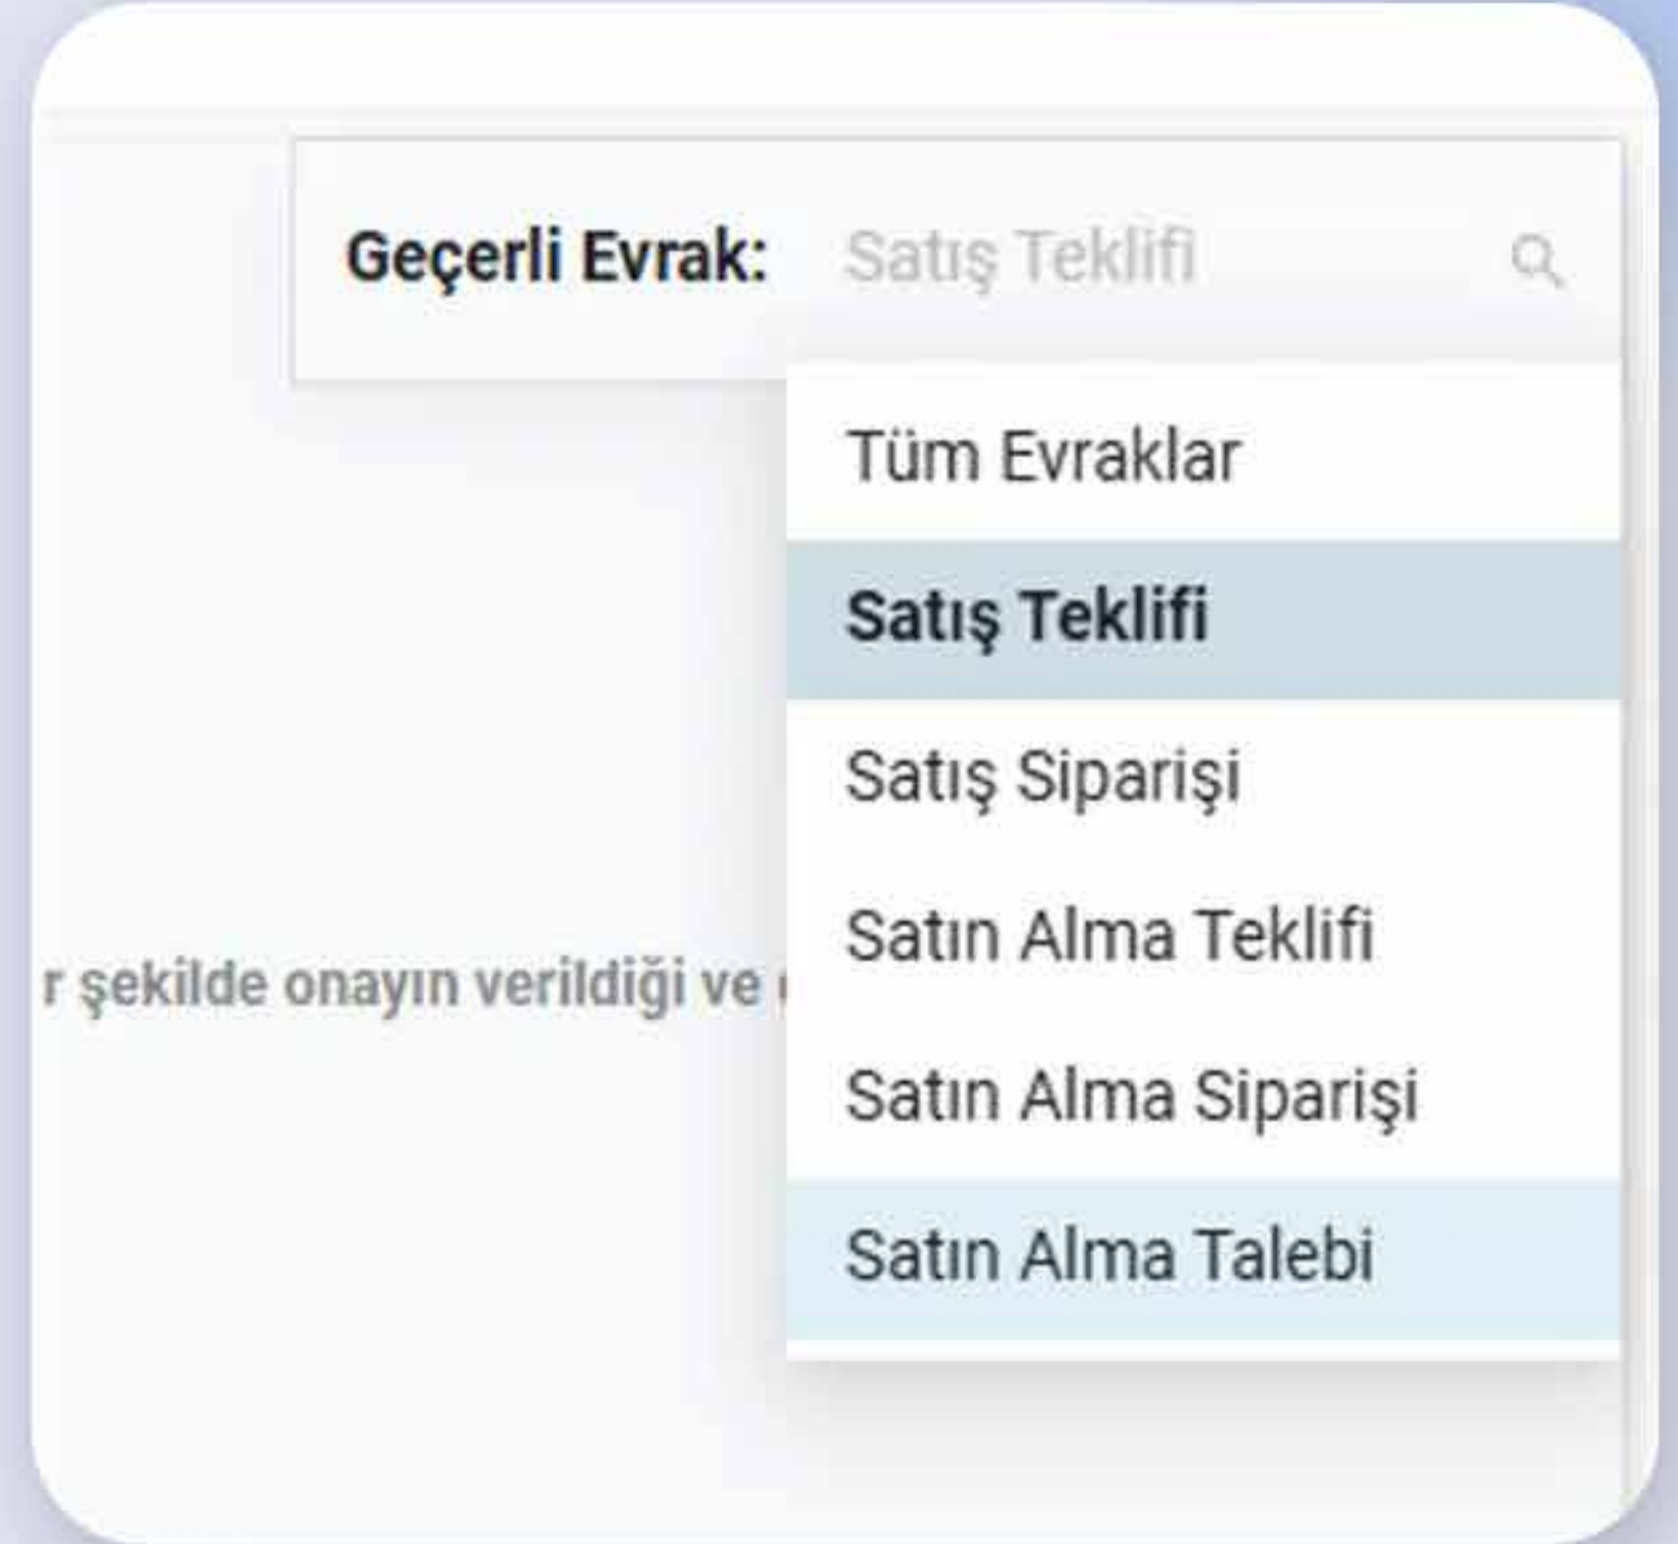 Geçerli Evrak: Satış Teklifi
Tüm Evraklar
Satış Teklifi
Satış Siparişi
Satın Alma Teklifi
r şekilde onayın verildiği ve
Satın Alma Siparişi
Satın Alma Talebi